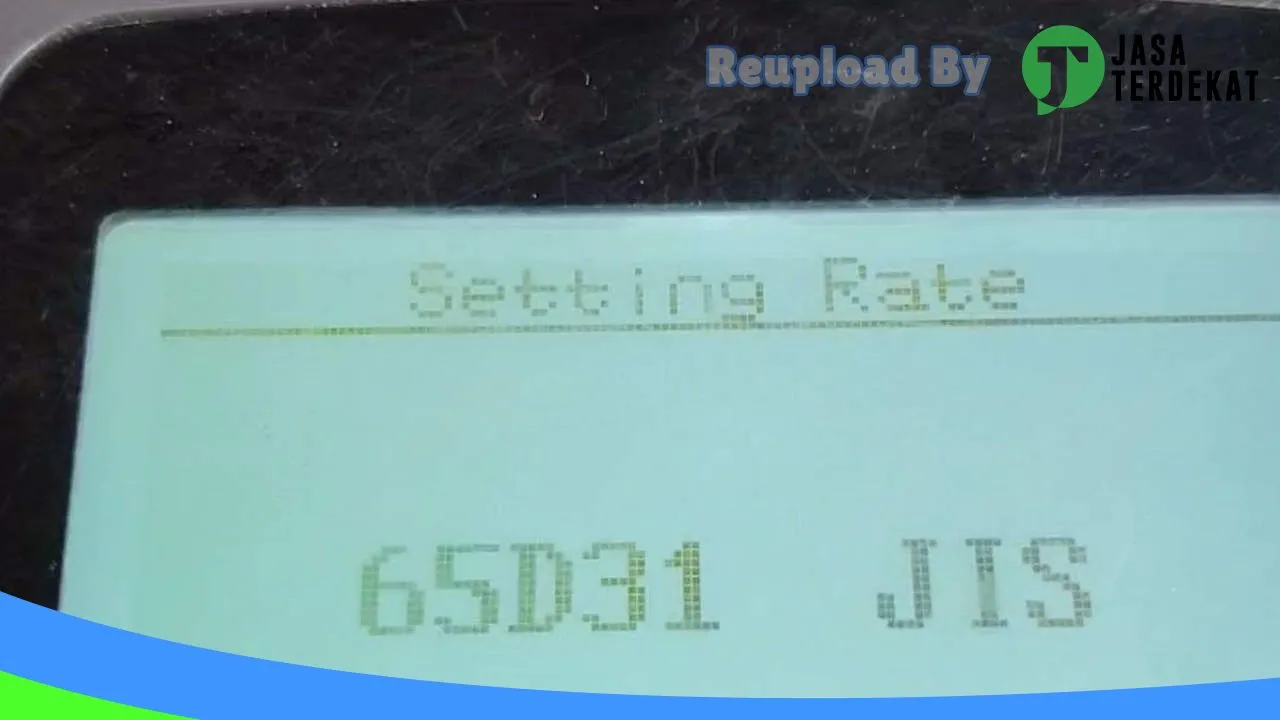 Reupload By
JASA
TERDEKAT
Setting Rate
65D31 JIS